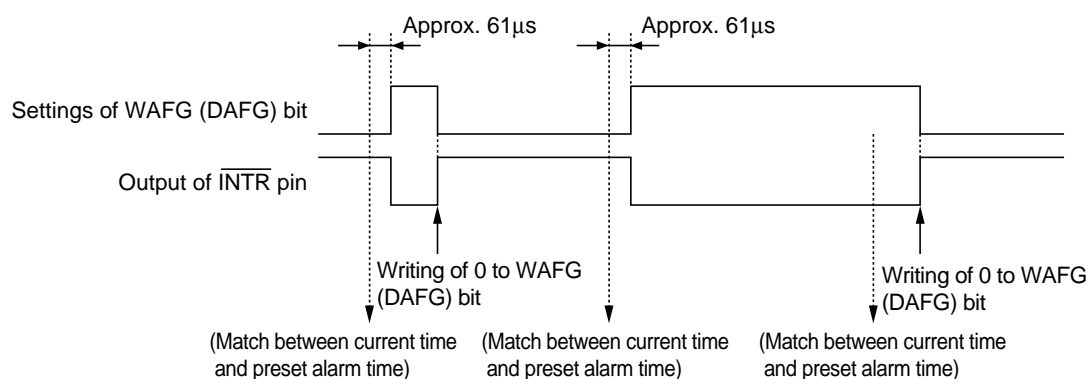 Approx. 61μs
Approx. 61μs
Settings of WAFG (DAFG) bit
Output of INTR pin
Writing of 0 to WAFG
(DAFG) bit
Writing of 0 to WAFG
(DAFG) bit
(Match between current time
and preset alarm time)
(Match between current time
and preset alarm time)
(Match between current time
and preset alarm time)